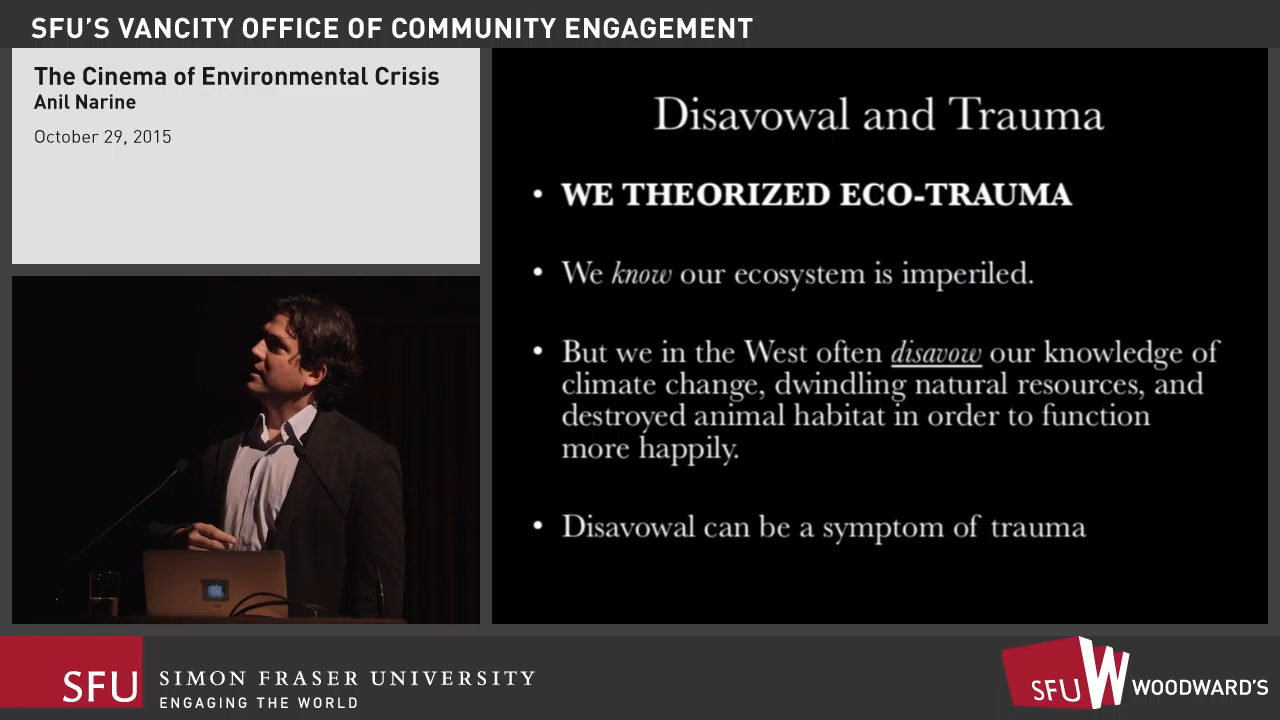 SFU'S VANCITY OFFICE OF COMMUNITY ENGAGEMENT
The Cinema of Environmental Crisis
Anil Narine
October 29, 2015
Disavowal and Trauma
• WE THEORIZED ECO-TRAUMA
• We know our ecosystem is imperiled.
• But we in the West often disavow our knowledge of
climate change, dwindling natural resources, and
destroyed animal habitat in order to function
more happily.
• Disavowal can be a symptom of trauma
SFU SIMON FRASER UNIVERSITY
ENGAGING THE WORLD
SFU W WOODWARD'S